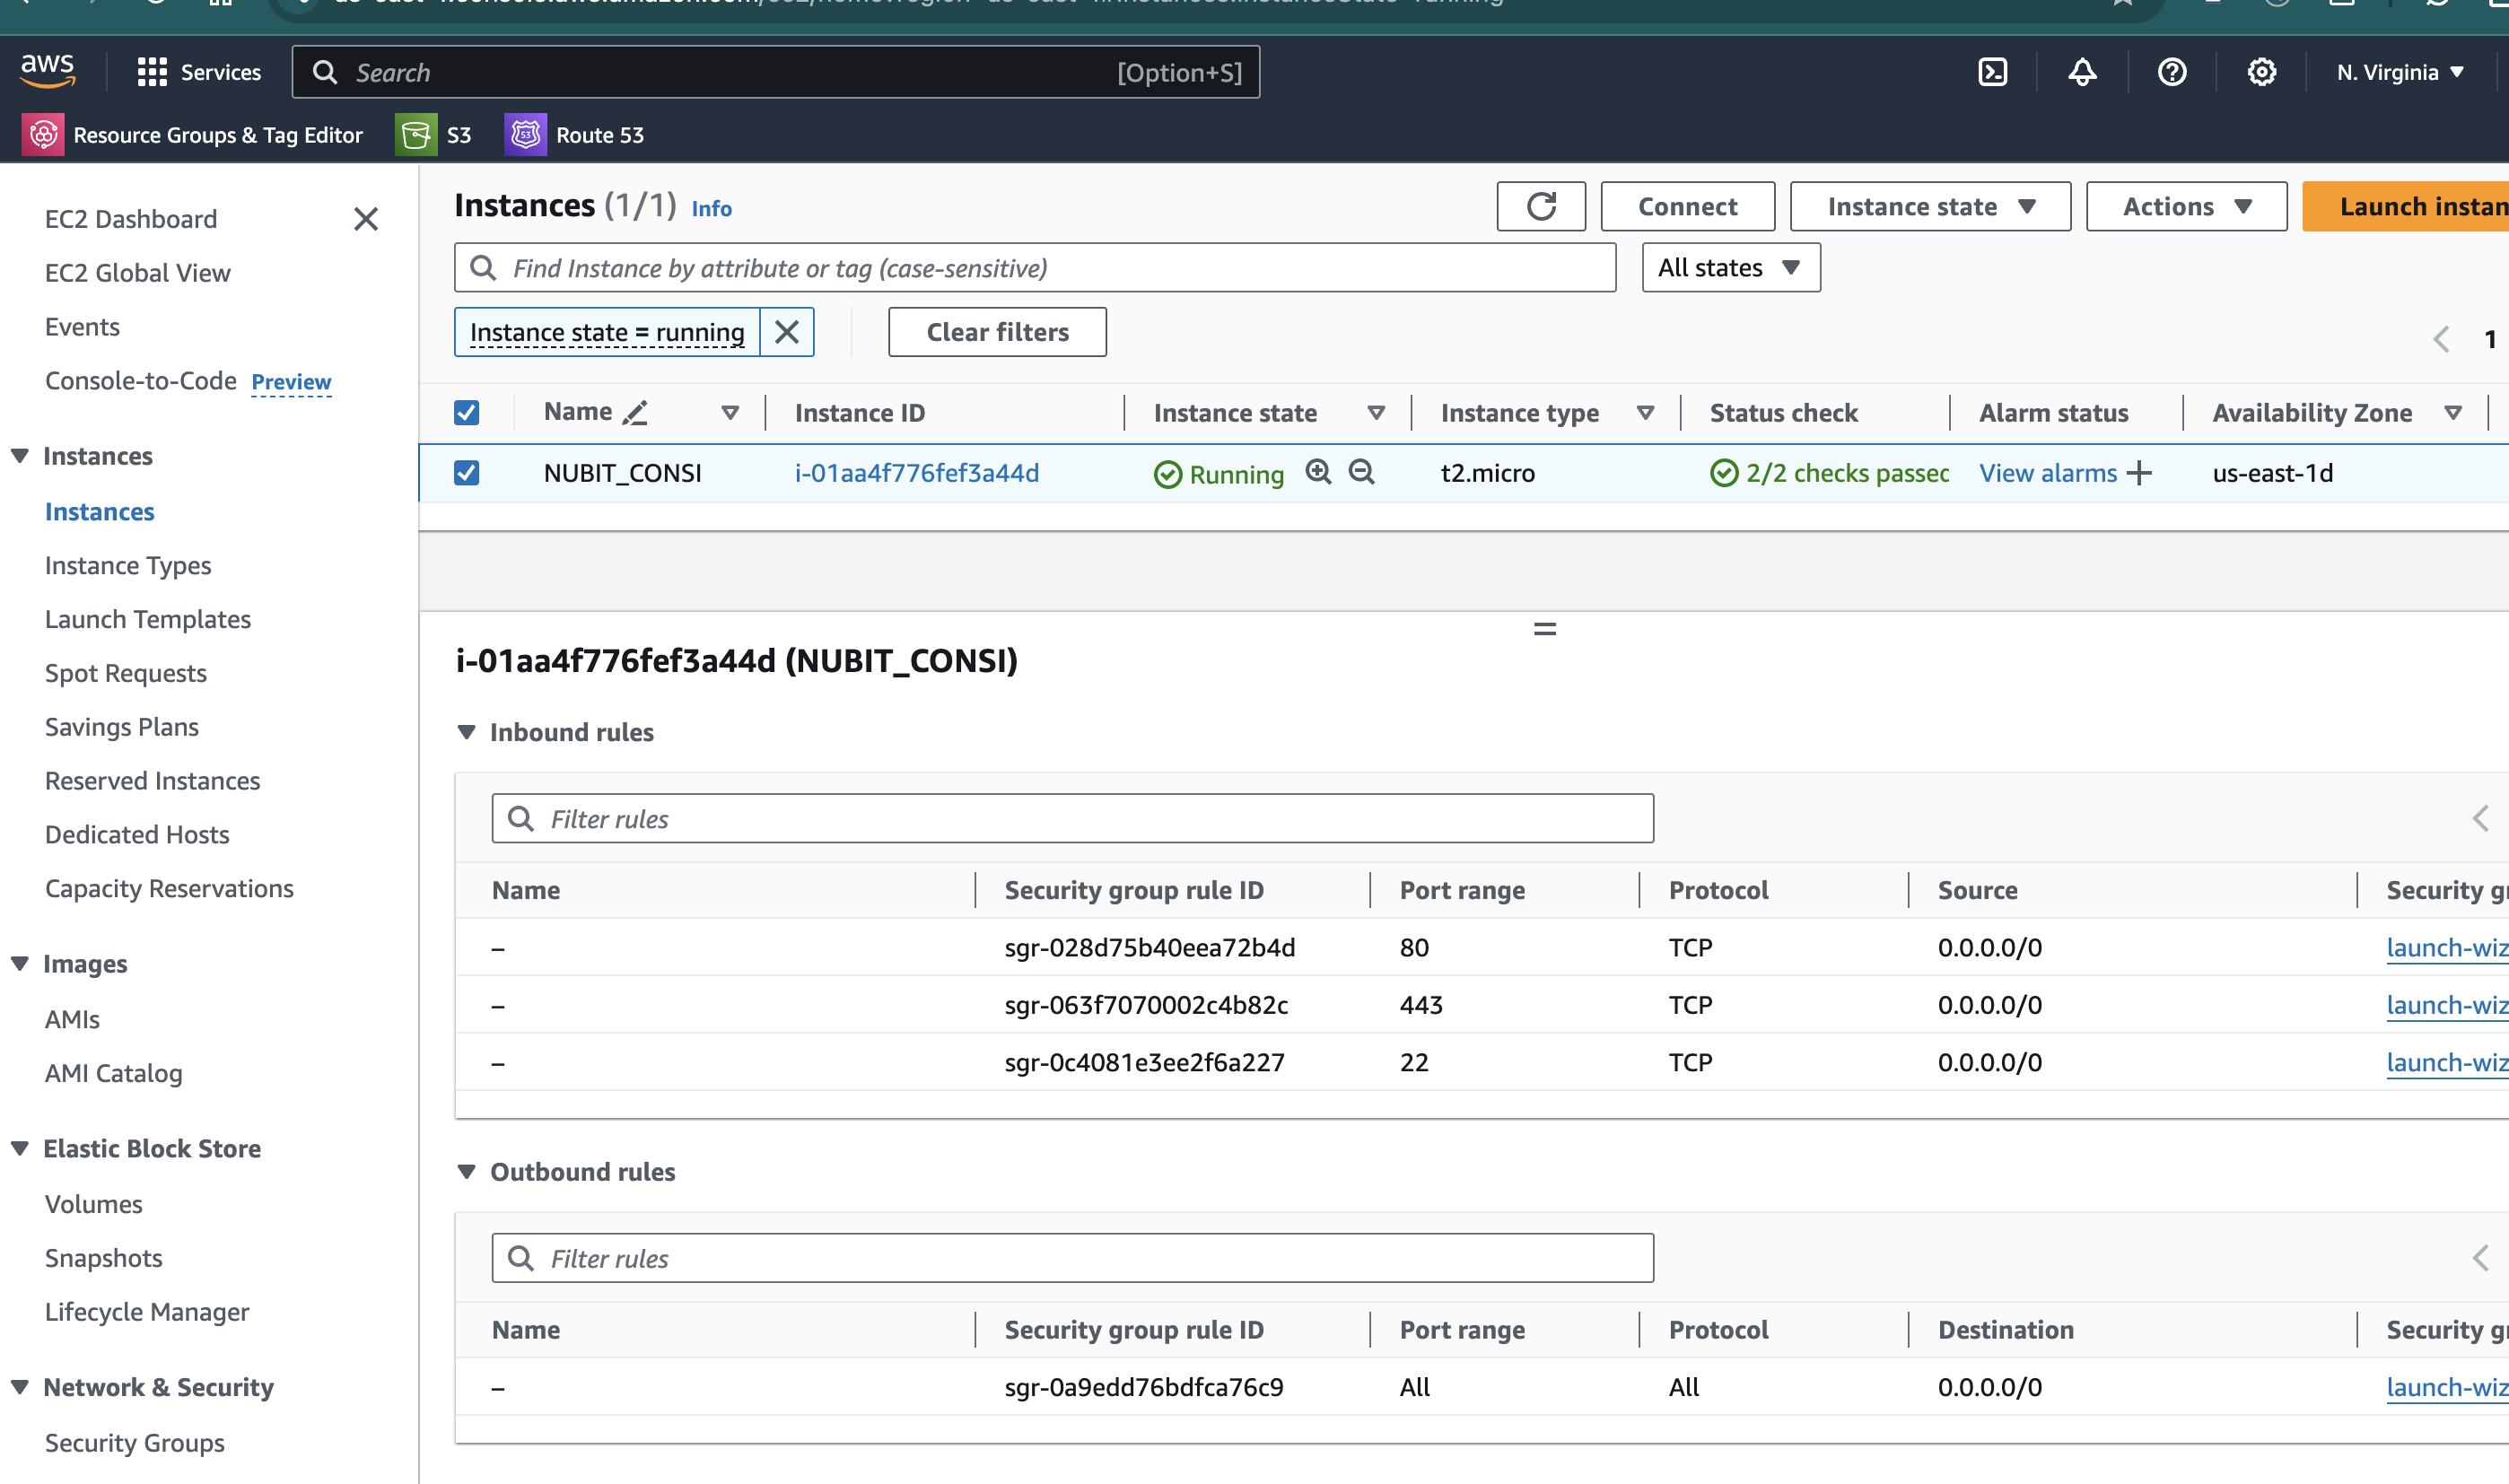 aws
Services
Search
[Option+S]
N. Virginia
Resource Groups & Tag Editor
S3
53
Route 53
EC2 Dashboard
EC2 Global View
Events
Console-to-Code Preview
Instances
Instances
Instance Types
Launch Templates
Spot Requests
Savings Plans
Reserved Instances
Dedicated Hosts
Capacity Reservations
Images
AMIs
AMI Catalog
Elastic Block Store
Volumes
Snapshots
Lifecycle Manager
Network & Security
Security Groups
Instances (1/1) Info
Connect
Instance state
Actions
Launch instan
Find Instance by attribute or tag (case-sensitive)
All states
Instance state = running
Clear filters
1
Name Instance ID Instance state Instance type Status check Alarm status Availability Zone
NUBIT_CONSI i-01aa4f776fef3a44d Running t2.micro 2/2 checks passec View alarms + us-east-1d
i-01aa4f776fef3a44d (NUBIT_CONSI)
Inbound rules
Filter rules
Name Security group rule ID Port range Protocol Source Security gr
– sgr-028d75b40eea72b4d 80 TCP 0.0.0.0/0 launch-wiz
– sgr-063f7070002c4b82c 443 TCP 0.0.0.0/0 launch-wiz
– sgr-0c4081e3ee2f6a227 22 TCP 0.0.0.0/0 launch-wiz
Outbound rules
Filter rules
Name Security group rule ID Port range Protocol Destination Security gr
– sgr-0a9edd76bdfca76c9 All All 0.0.0.0/0 launch-wiz